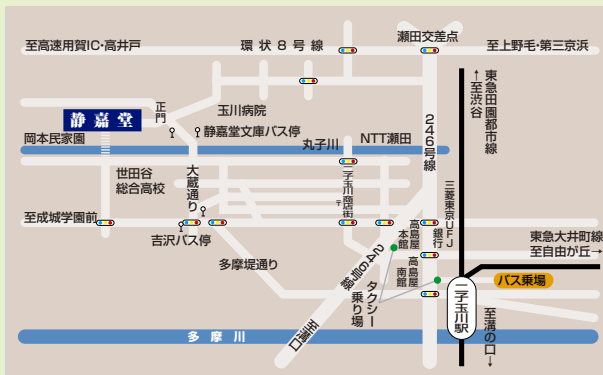 瀬田交差点
至高速用賀IC・高井戸
環状8号線
至上野毛・第三京浜
東急田園都市線
←至渋谷
正門
玉川病院
静嘉堂
静嘉堂文庫バス停
246号線
岡本民家園
丸子川
NTT瀬田
世田谷
総合高校
大蔵通り
二子玉川商店街
〒
三菱東京UFJ
銀行
至成城学園前
高島屋
本館
吉沢バス停
東急大井町線
至自由が丘→
多摩堤通り
246号線
高島屋
南館
タクシー
乗り場
バス乗場
二子玉川駅
至溝の口→
多摩川
至溝口